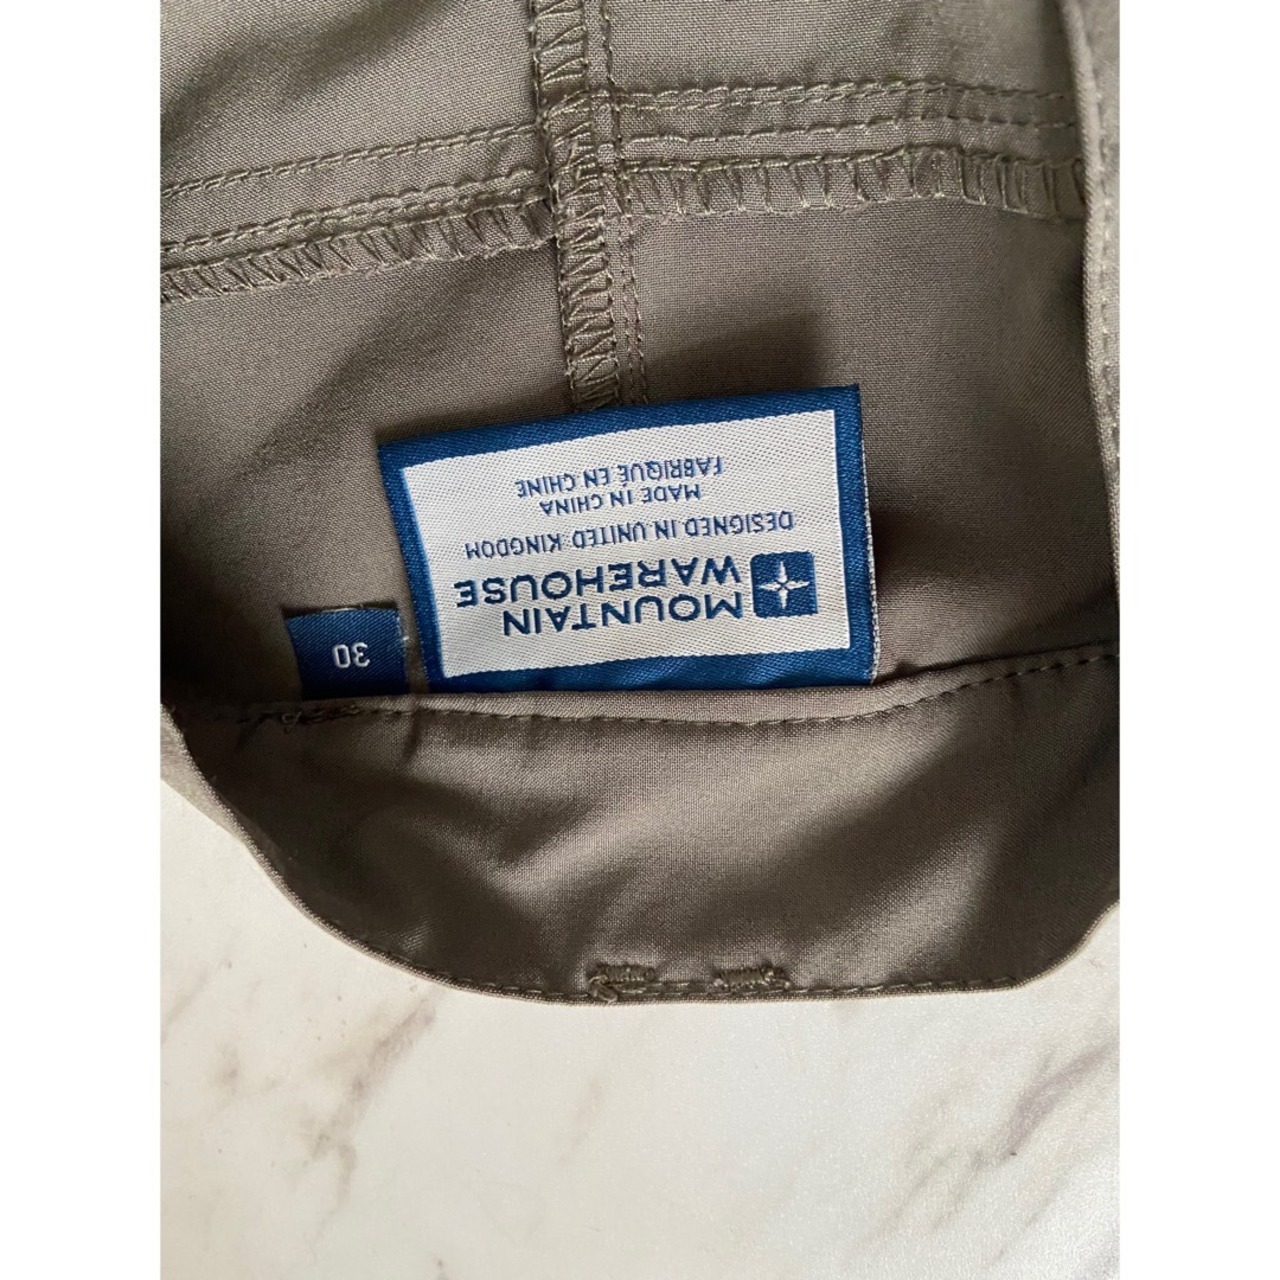 MOUNTAIN
WAREHOUSE
DESIGNED IN UNITED KINGDOM
MADE IN CHINA
FABRIQUÉ EN CHINE
30